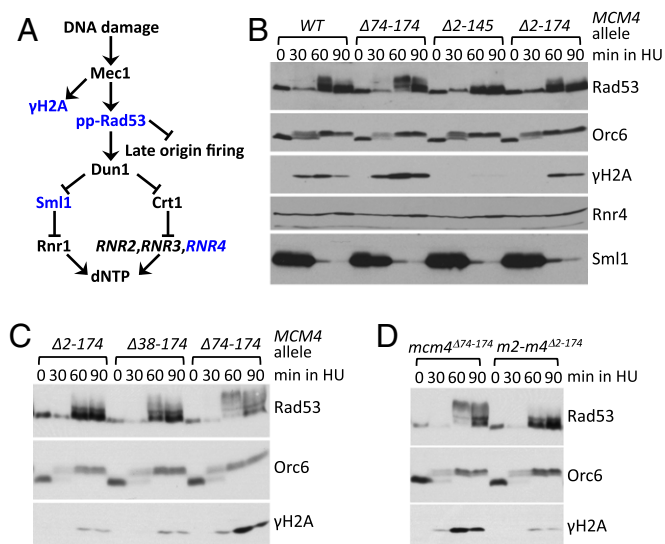 A
DNA damage
Mec1
γH2A
pp-Rad53
Late origin firing
Dun1
Sml1
Crt1
Rnr1
RNR2,RNR3,RNR4
dNTP
B
WT Δ74-174 Δ2-145 Δ2-174 MCM4 allele
0 30 60 90 0 30 60 90 0 30 60 90 0 30 60 90 min in HU
Rad53
Orc6
γH2A
Rnr4
Sml1
C
Δ2-174 Δ38-174 Δ74-174 MCM4 allele
0 30 60 90 0 30 60 90 0 30 60 90 min in HU
Rad53
Orc6
γH2A
D
mcm4Δ74-174 m2-m4Δ2-174
0 30 60 90 0 30 60 90 min in HU
Rad53
Orc6
γH2A